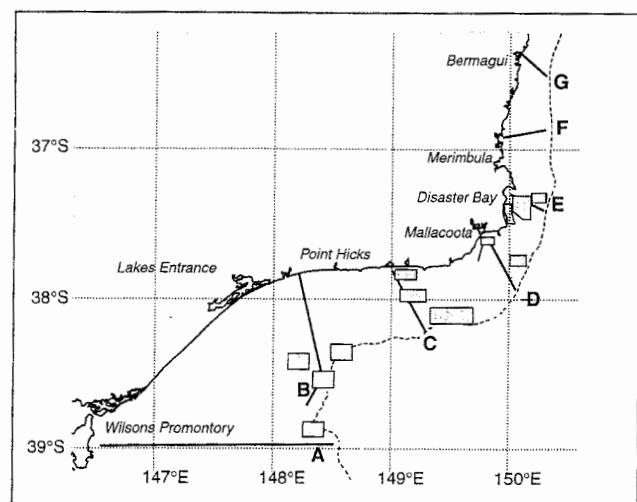 Bermagui
G
F
37°S
Merimbula
Disaster Bay
E
Mallacoota
Point Hicks
Lakes Entrance
38°S
D
C
B
Wilsons Promontory
39°S
A
147°E 148°E 149°E 150°E